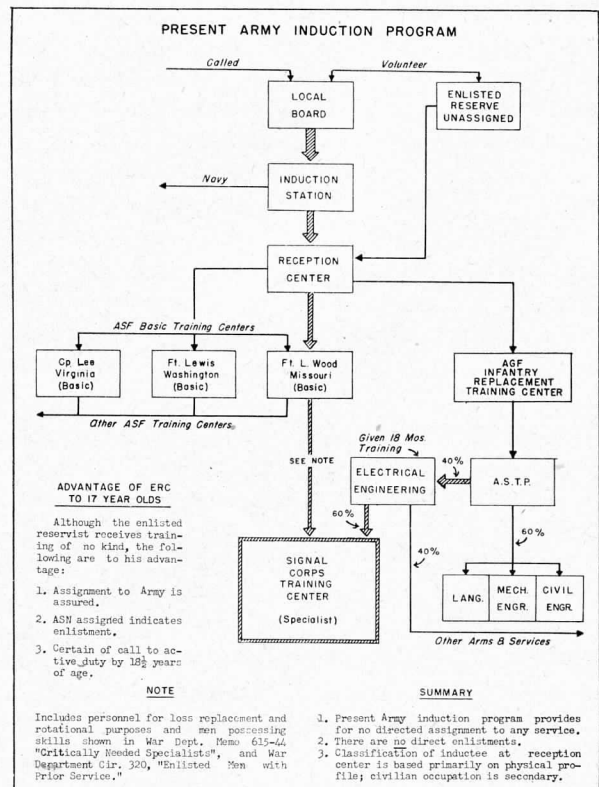 PRESENT ARMY INDUCTION PROGRAM
Called
Volunteer
LOCAL
BOARD
ENLISTED
RESERVE
UNASSIGNED
Navy
INDUCTION
STATION
RECEPTION
CENTER
ASF Basic Training Centers
Cp. Lee
Virginia
(Basic)
Ft. Lewis
Washington
(Basic)
Ft. L. Wood
Missouri
(Basic)
AGF
INFANTRY
REPLACEMENT
TRAINING CENTER
Other ASF Training Centers
SEE NOTE
Given 18 Mos.
Training
ELECTRICAL
ENGINEERING
40%
A.S.T.P.
60%
40%
60%
SIGNAL
CORPS
TRAINING
CENTER
(Specialist)
LANG.
MECH.
ENGR.
CIVIL
ENGR.
Other Arms & Services
ADVANTAGE OF ERC
TO 17 YEAR OLDS
Although the enlisted
reservist receives train-
ing of no kind, the fol-
lowing are to his advan-
tage:
1. Assignment to Army is
assured.
2. ASN assigned indicates
enlistment.
3. Certain of call to ac-
tive duty by 18½ years
of age.
NOTE
Includes personnel for loss replacement and
rotational purposes and men possessing
skills shown in War Dept. Memo 615-44
"Critically Needed Specialists", and War
Department Cir. 320, "Enlisted Men with
Prior Service."
SUMMARY
1. Present Army induction program provides
for no directed assignment to any service.
2. There are no direct enlistments.
3. Classification of inductee at reception
center is based primarily on physical pro-
file; civilian occupation is secondary.